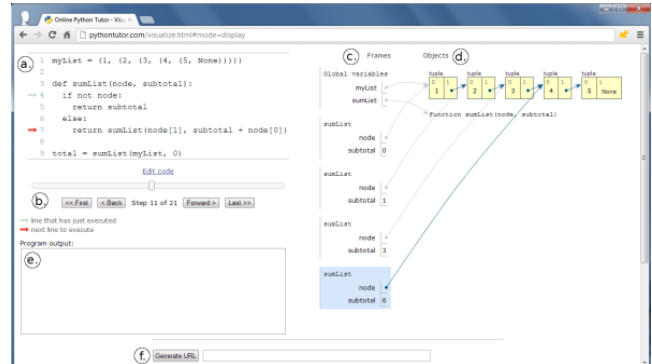 Online Python Tutor - Visu
pythontutor.com/visualize.html#mode=display
a.
1 myList = (1, (2, (3, (4, (5, None)))))
2
3 def sumList(node, subtotal):
4 if not node:
5 return subtotal
6 else:
7 return sumList(node[1], subtotal + node[0])
8
9 total = sumList(myList, 0)
Edit code
b.
<< First < Back Step 11 of 21 Forward > Last >>
line that has just executed
next line to execute
Program output:
e.
c. Frames Objects d.
Global variables
myList
sumList
tuple tuple tuple tuple tuple
0 1 0 1 0 1 0 1 0 1
1 2 3 4 5 None
function sumList(node, subtotal)
sumList
node
subtotal 0
sumList
node
subtotal 1
sumList
node
subtotal 3
sumList
node
subtotal 6
f. Generate URL